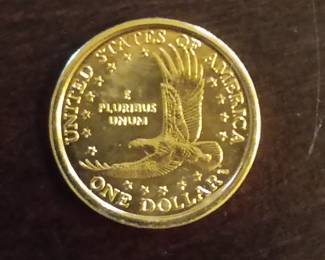 UNITED STATES OF AMERICA
E
PLURIBUS
UNUM
ONE DOLLAR